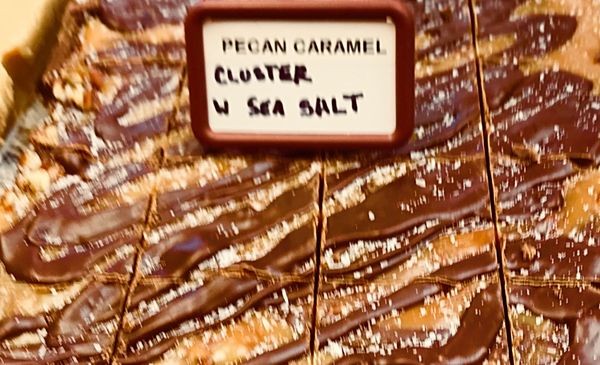 PECAN CARAMEL
CLUSTER
W SEA SALT